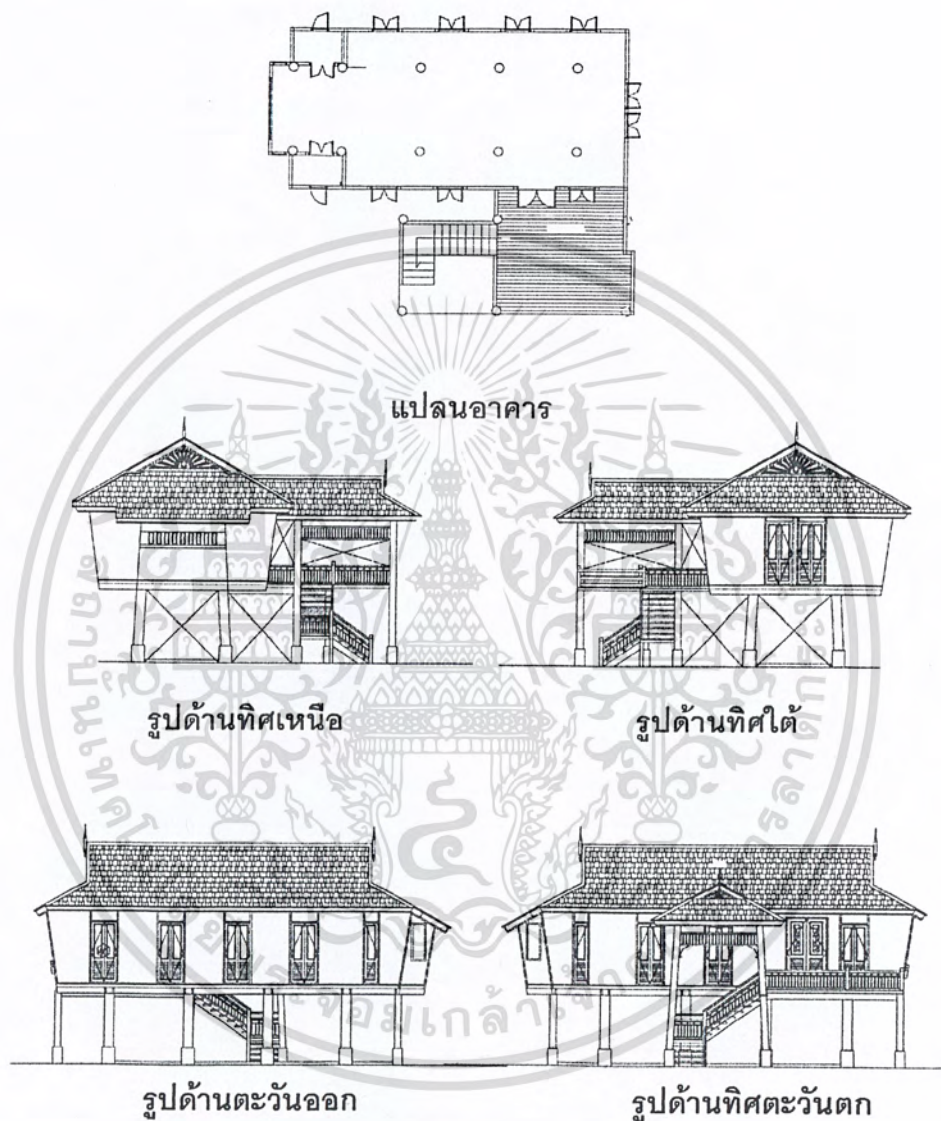 แปลนอาคาร
รูปด้านทิศเหนือ
รูปด้านทิศใต้
รูปด้านตะวันออก
รูปด้านทิศตะวันตก